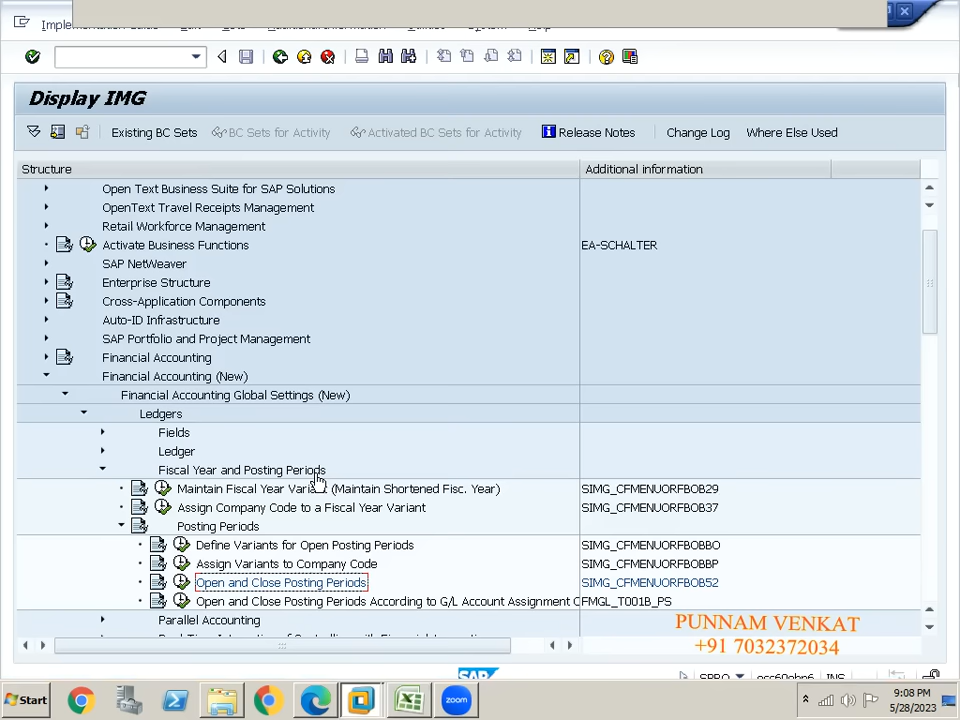 Display IMG
Existing BC Sets BC Sets for Activity Activated BC Sets for Activity Release Notes Change Log Where Else Used
Structure Additional information
Open Text Business Suite for SAP Solutions
OpenText Travel Receipts Management
Retail Workforce Management
Activate Business Functions EA-SCHALTER
SAP NetWeaver
Enterprise Structure
Cross-Application Components
Auto-ID Infrastructure
SAP Portfolio and Project Management
Financial Accounting
Financial Accounting (New)
Financial Accounting Global Settings (New)
Ledgers
Fields
Ledger
Fiscal Year and Posting Periods
Maintain Fiscal Year Variant (Maintain Shortened Fisc. Year) SIMG_CFMENUORFBOB29
Assign Company Code to a Fiscal Year Variant SIMG_CFMENUORFBOB37
Posting Periods
Define Variants for Open Posting Periods SIMG_CFMENUORFBOBBO
Assign Variants to Company Code SIMG_CFMENUORFBOBBP
Open and Close Posting Periods SIMG_CFMENUORFBOB52
Open and Close Posting Periods According to G/L Account Assignment CFMGL_T001B_PS
Parallel Accounting
PUNNAM VENKAT
+91 7032372034
SAP
Start zoom 9:08 PM
5/28/2023